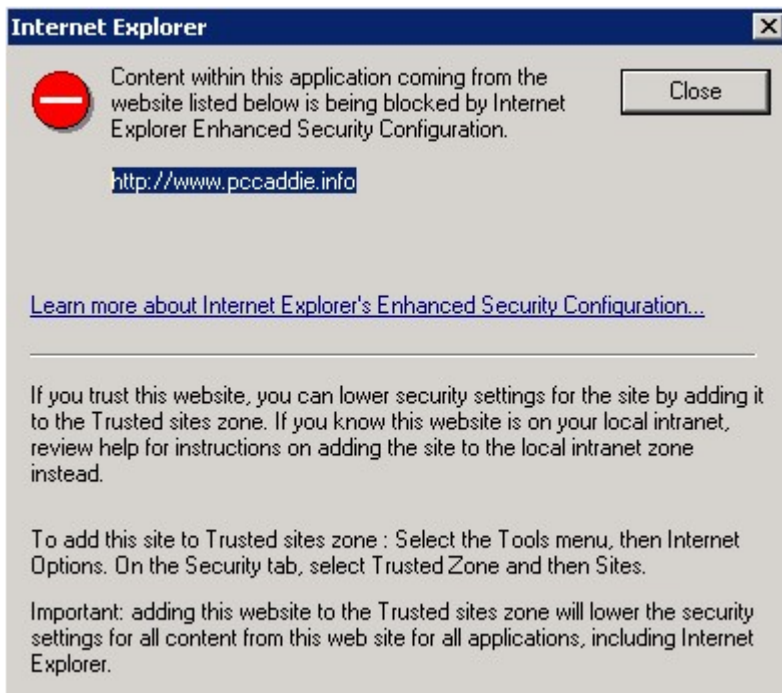 Internet Explorer
Content within this application coming from the
website listed below is being blocked by Internet
Explorer Enhanced Security Configuration.
Close
http://www.pccaddie.info
Learn more about Internet Explorer's Enhanced Security Configuration...
If you trust this website, you can lower security settings for the site by adding it
to the Trusted sites zone. If you know this website is on your local intranet,
review help for instructions on adding the site to the local intranet zone
instead.
To add this site to Trusted sites zone : Select the Tools menu, then Internet
Options. On the Security tab, select Trusted Zone and then Sites.
Important: adding this website to the Trusted sites zone will lower the security
settings for all content from this web site for all applications, including Internet
Explorer.